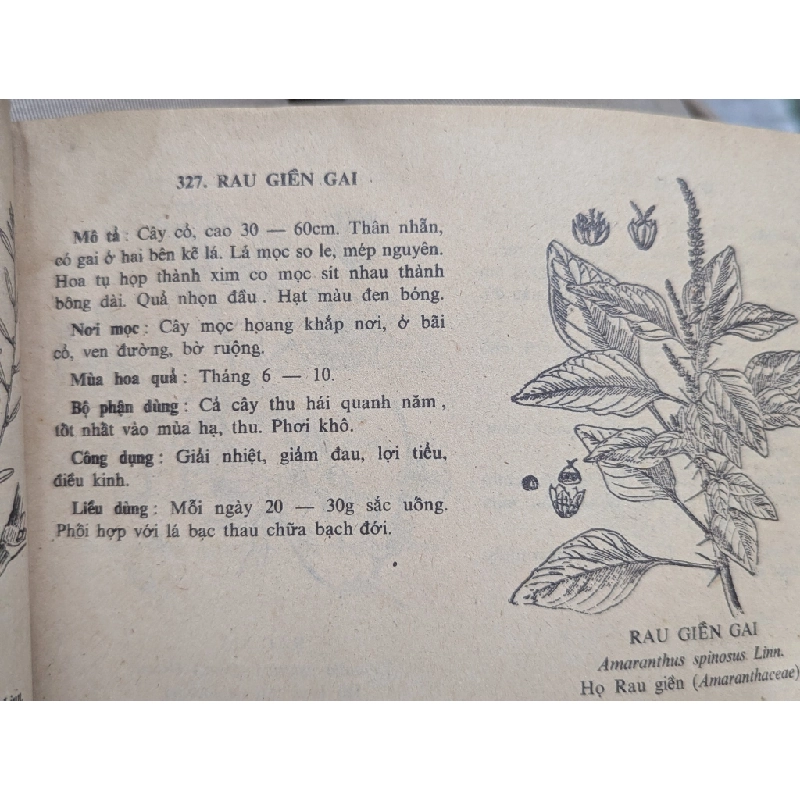 327. RAU GIỀN GAI
Mô tả : Cây cỏ, cao 30 — 60cm. Thân nhẵn,
có gai ở hai bên kẽ lá. Lá mọc so le, mép nguyên.
Hoa tụ họp thành xim co mọc sít nhau thành
bông dài. Quả nhọn đầu. Hạt màu đen bóng.
Nơi mọc : Cây mọc hoang khắp nơi, ở bãi
cỏ, ven đường, bờ ruộng.
Mùa hoa quả : Tháng 6 — 10.
Bộ phận dùng : Cả cây thu hái quanh năm,
tốt nhất vào mùa hạ, thu. Phơi khô.
Công dụng : Giải nhiệt, giảm đau, lợi tiểu,
điều kinh.
Liều dùng : Mỗi ngày 20 — 30g sắc uống.
Phối hợp với lá bạc thau chữa bạch đới.
RAU GIỀN GAI
Amaranthus spinosus Linn.
Họ Rau giền (Amaranthaceae)